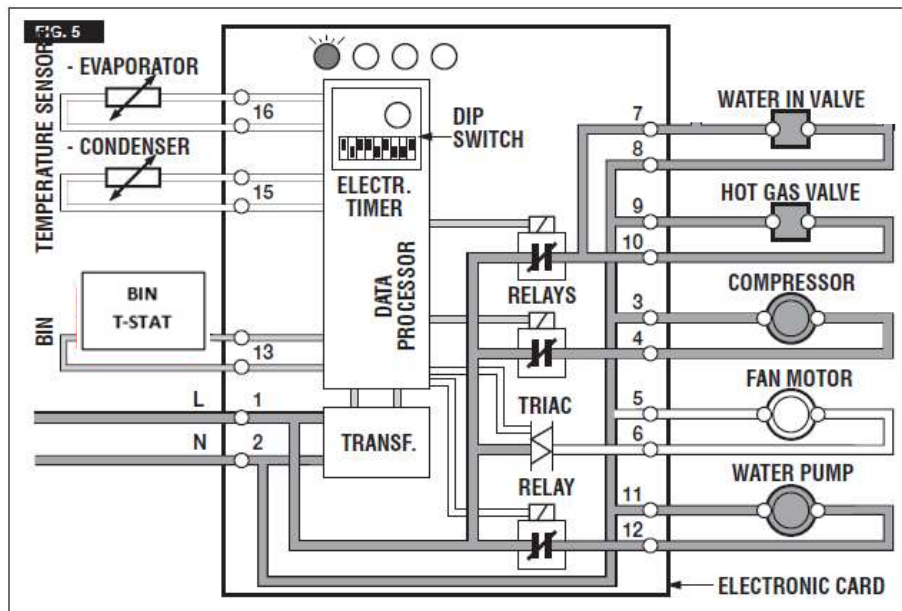 FIG. 5
TEMPERATURE SENSOR
- EVAPORATOR
16
- CONDENSER
15
DIP
SWITCH
ELECTR.
TIMER
DATA
PROCESSOR
BIN
BIN
T-STAT
13
L
1
N
2
TRANSF.
RELAYS
TRIAC
RELAY
7
WATER IN VALVE
8
HOT GAS VALVE
9
10
COMPRESSOR
3
4
FAN MOTOR
5
6
WATER PUMP
11
12
ELECTRONIC CARD